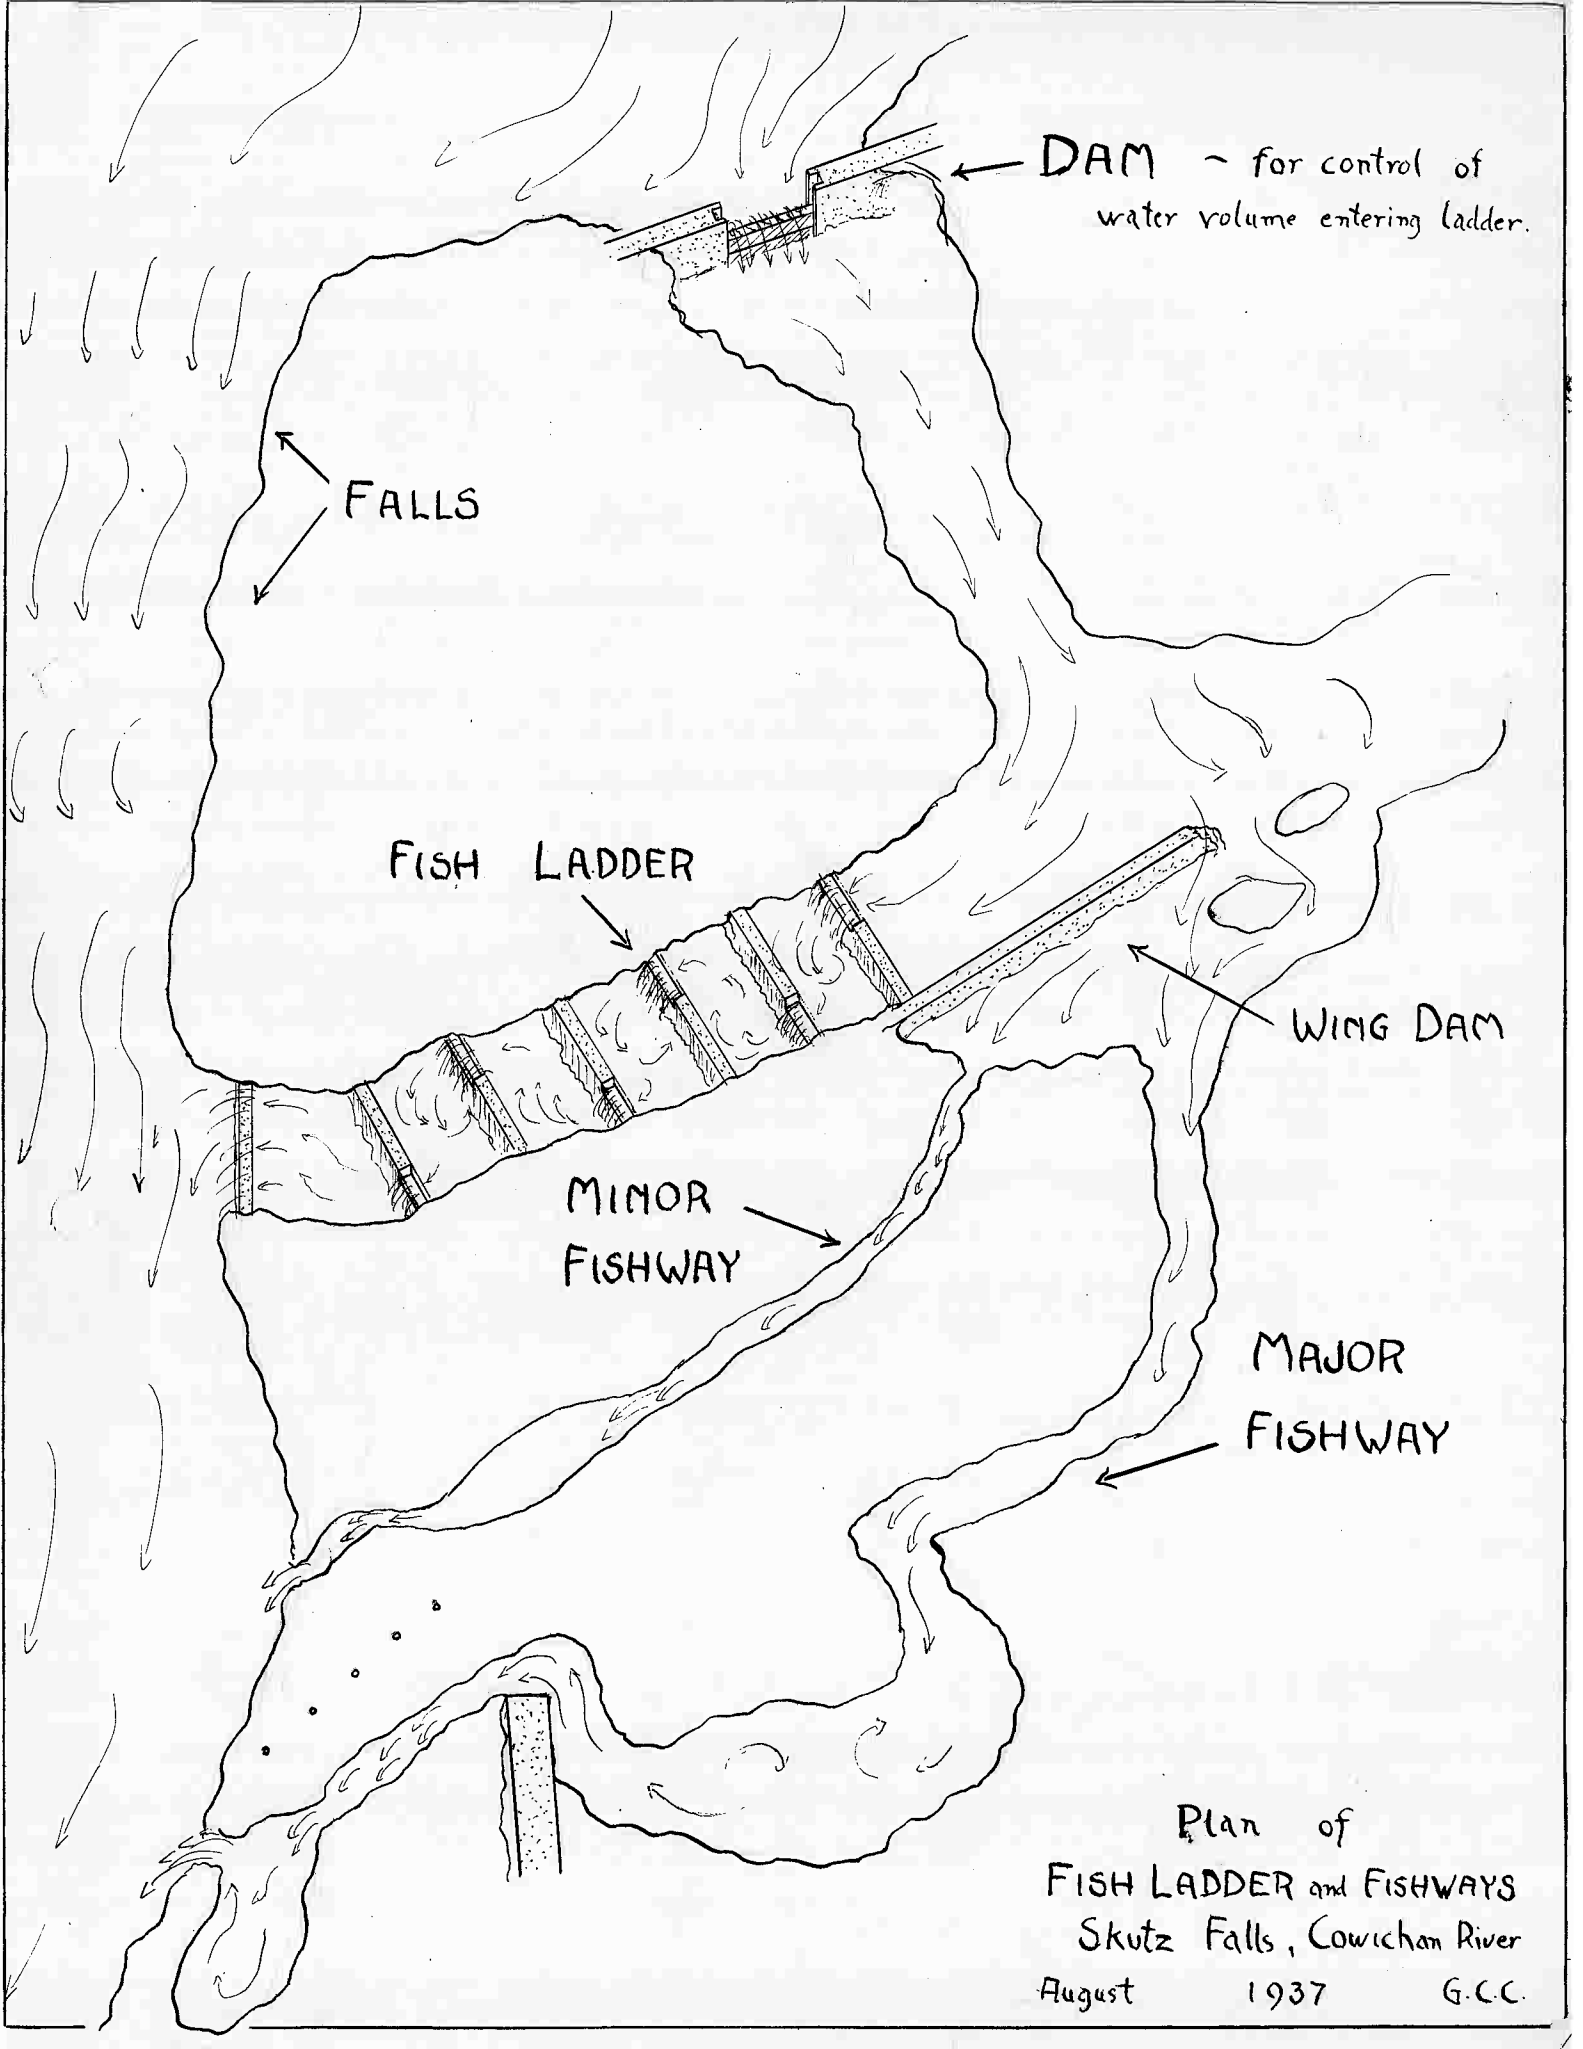 DAM ~ for control of
water volume entering ladder.
FALLS
FISH LADDER
WING DAM
MINOR
FISHWAY
MAJOR
FISHWAY
Plan of
FISH LADDER and FISHWAYS
Skutz Falls, Cowichan River
August 1937 G.C.C.